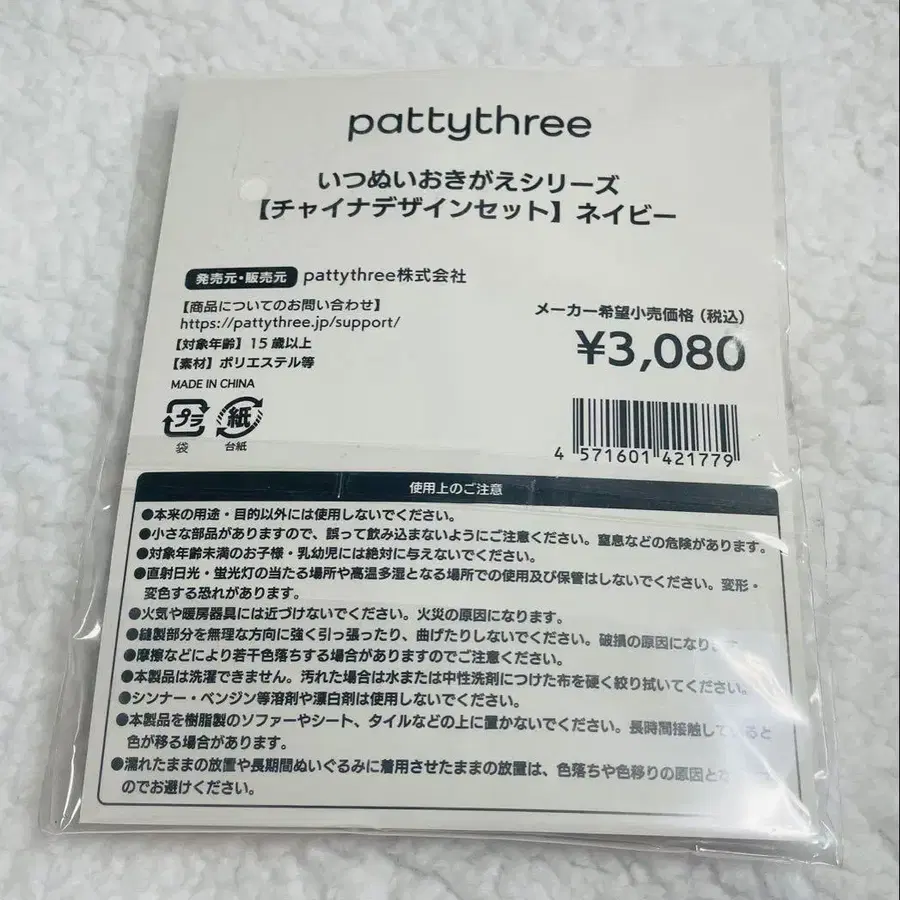 pattythree
いつぬいおきがえシリーズ
【チャイナデザインセット】ネイビー
発売元・販売元 pattythree株式会社
【商品についてのお問い合わせ】
https://pattythree.jp/support/
【対象年齢】15歳以上
【素材】ポリエステル等
MADE IN CHINA
プラ 紙
袋 台紙
メーカー希望小売価格（税込）
¥3,080
4 571601 421779
使用上のご注意
●本来の用途・目的以外には使用しないでください。
●小さな部品がありますので、誤って飲み込まないようにご注意ください。窒息などの危険があります。
●対象年齢未満のお子様・乳幼児には絶対に与えないでください。
●直射日光・蛍光灯の当たる場所や高温多湿となる場所での使用及び保管はしないでください。変形・
変色する恐れがあります。
●火気や暖房器具には近づけないでください。火災の原因になります。
●縫製部分を無理な方向に強く引っ張ったり、曲げたりしないでください。破損の原因になり
●摩擦などにより若干色落ちする場合がありますのでご注意ください。
●本製品は洗濯できません。汚れた場合は水または中性洗剤につけた布を硬く絞り拭いてください。
●シンナー・ベンジン等溶剤や漂白剤は使用しないでください。
●本製品を樹脂製のソファーやシート、タイルなどの上に置かないでください。長時間接触していると
色が移る場合があります。
●濡れたままの放置や長期間ぬいぐるみに着用させたままの放置は、色落ちや色移りの原因と
のでお避けください。